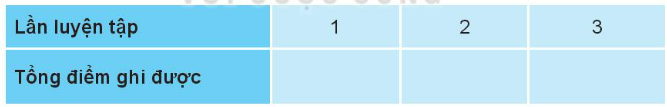 Lần luyện tập 1 2 3
Tổng điểm ghi được